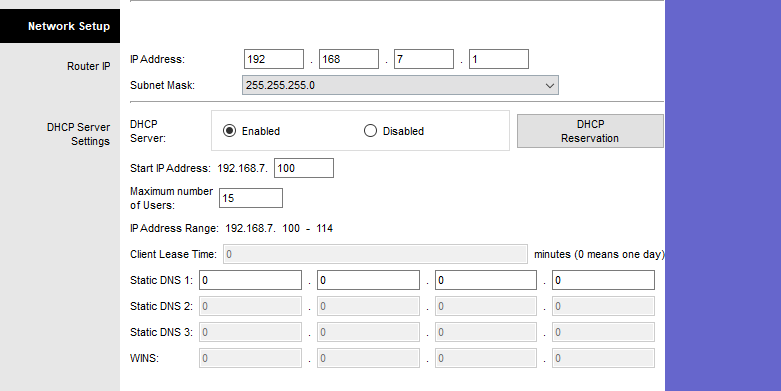 Network Setup
Router IP
IP Address: 192 . 168 . 7 . 1
Subnet Mask: 255.255.255.0
DHCP Server
Settings
DHCP
Server:
Enabled Disabled
DHCP
Reservation
Start IP Address: 192.168.7. 100
Maximum number
of Users:
15
IP Address Range: 192.168.7. 100 - 114
Client Lease Time: 0 minutes (0 means one day)
Static DNS 1: 0 . 0 . 0 . 0
Static DNS 2: 0 . 0 . 0 . 0
Static DNS 3: 0 . 0 . 0 . 0
WINS: 0 . 0 . 0 . 0